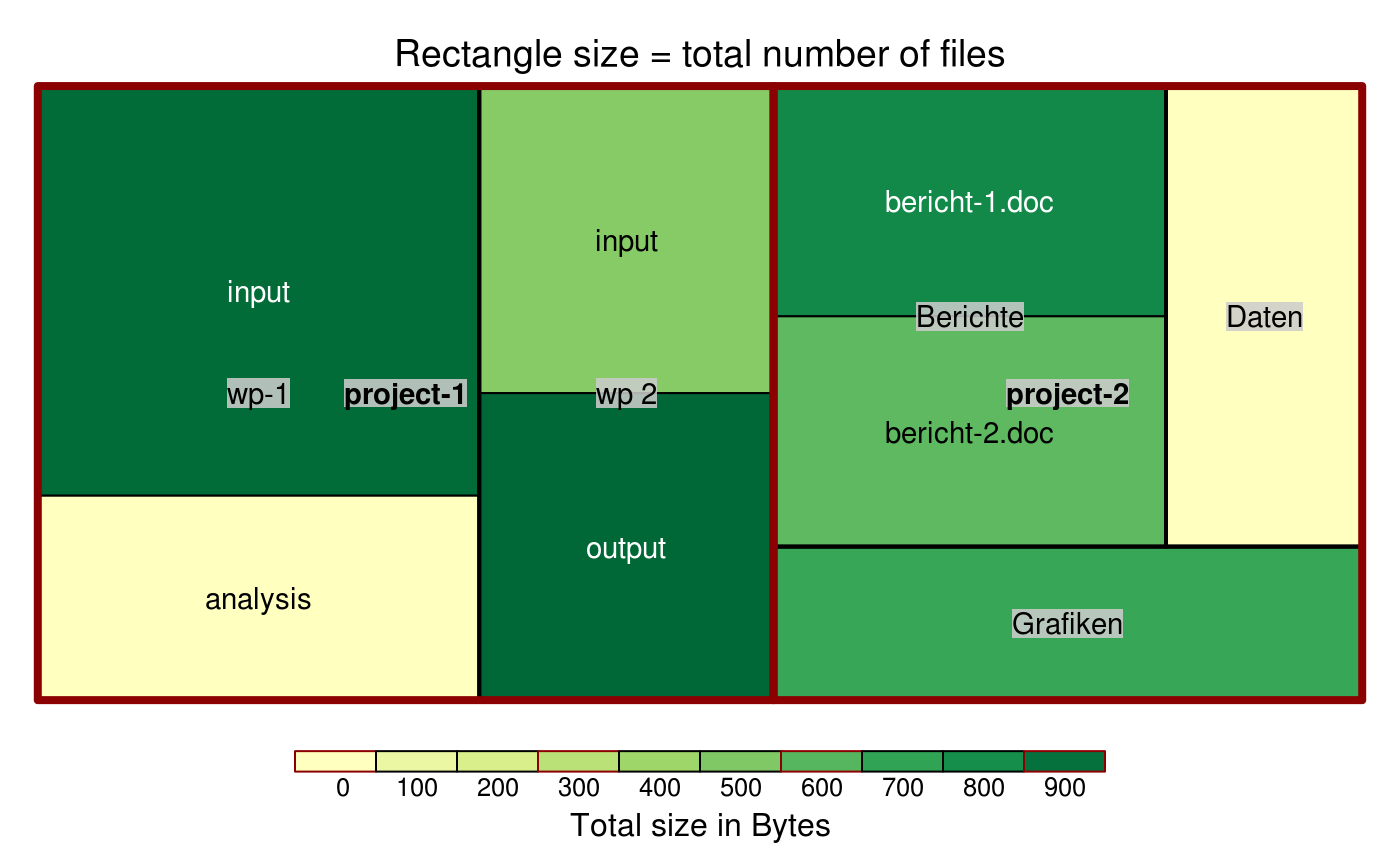 Rectangle size = total number of files
input
wp-1
project-1
analysis
input
wp 2
output
bericht-1.doc
Berichte
project-2
bericht-2.doc
Daten
Grafiken
0 100 200 300 400 500 600 700 800 900
Total size in Bytes